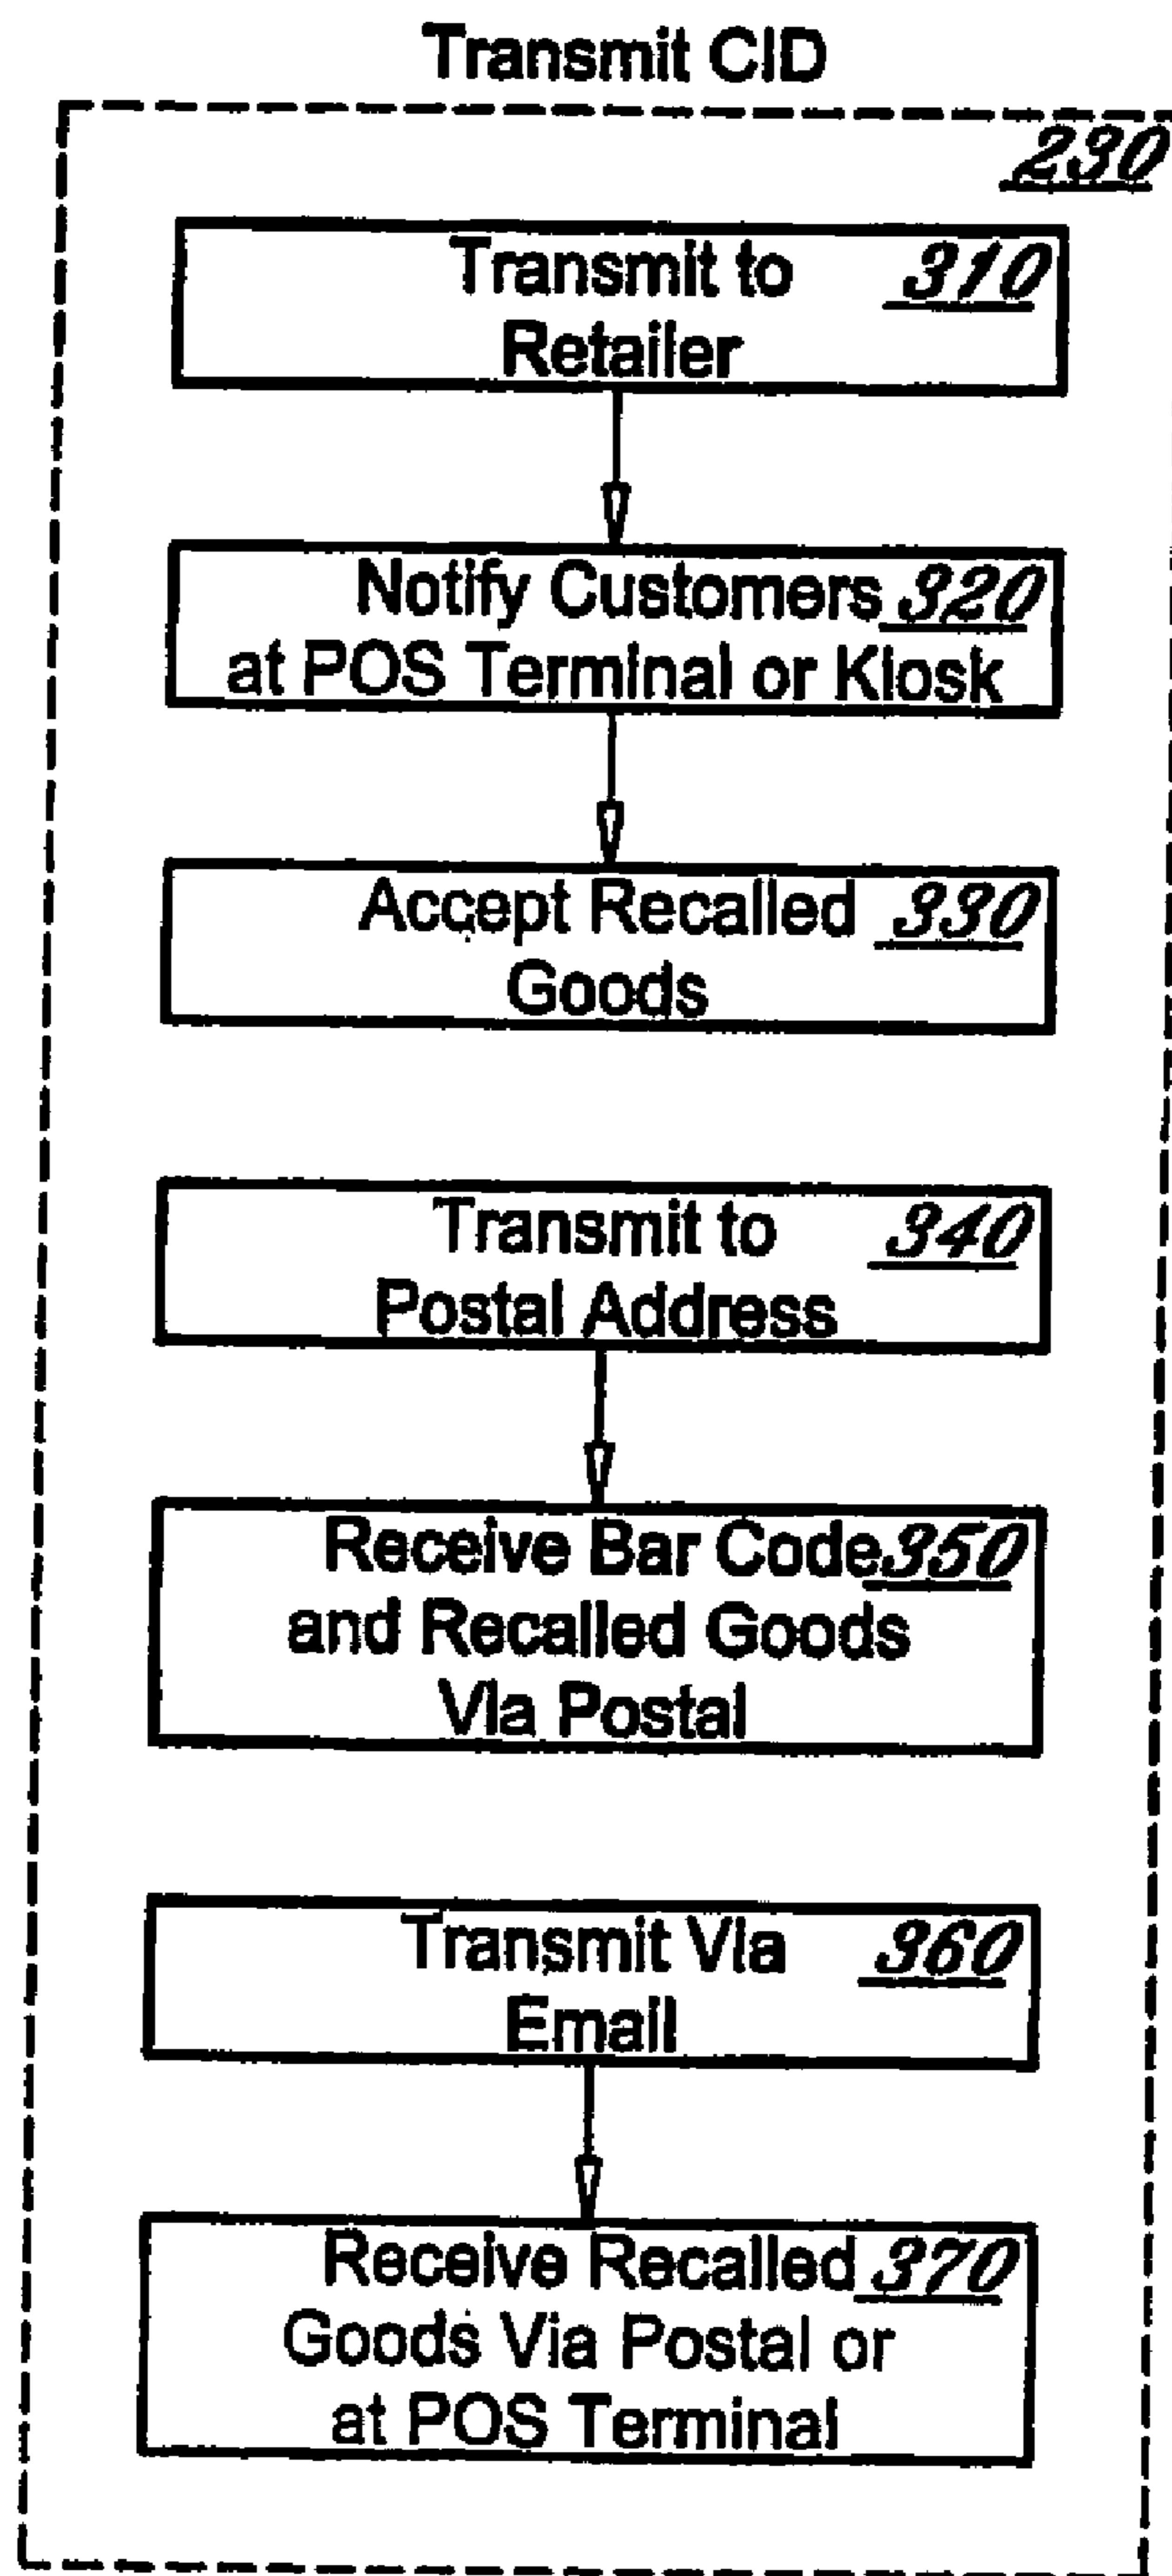 Transmit CID
230
Transmit to 310
Retailer
Notify Customers 320
at POS Terminal or Kiosk
Accept Recalled 330
Goods
Transmit to 340
Postal Address
Receive Bar Code 350
and Recalled Goods
Via Postal
Transmit Via 360
Email
Receive Recalled 370
Goods Via Postal or
at POS Terminal